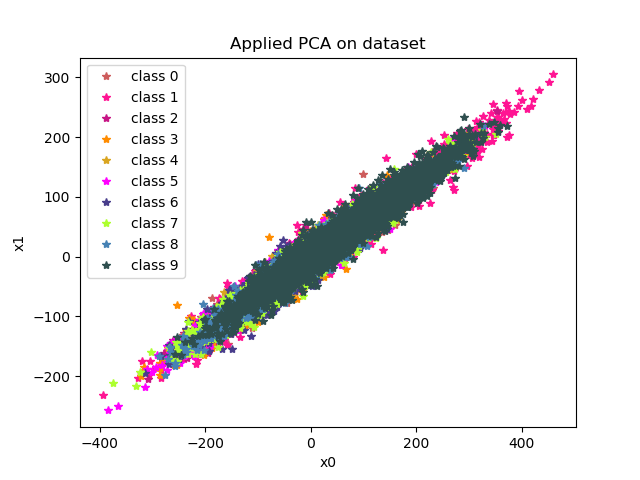 Applied PCA on dataset
class 0
class 1
class 2
class 3
class 4
class 5
class 6
class 7
class 8
class 9
300
200
100
0
−100
−200
x1
−400 −200 0 200 400
x0